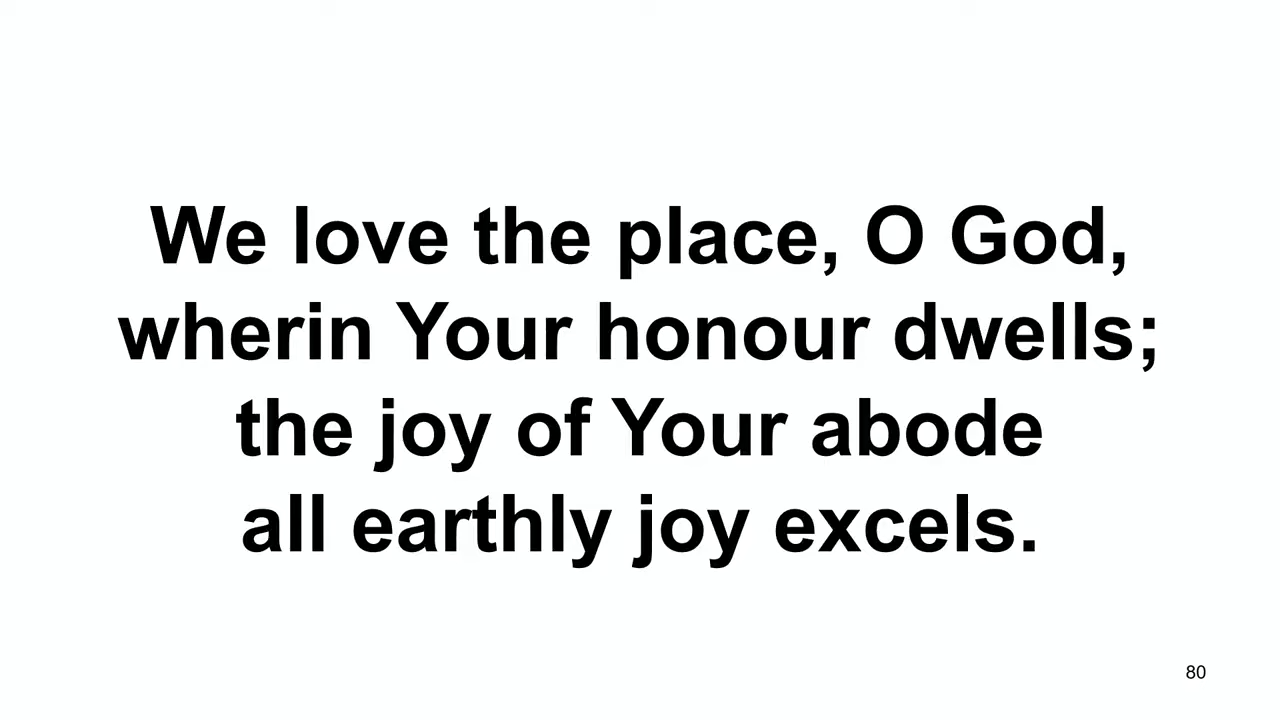 We love the place, O God,
wherin Your honour dwells;
the joy of Your abode
all earthly joy excels.
80